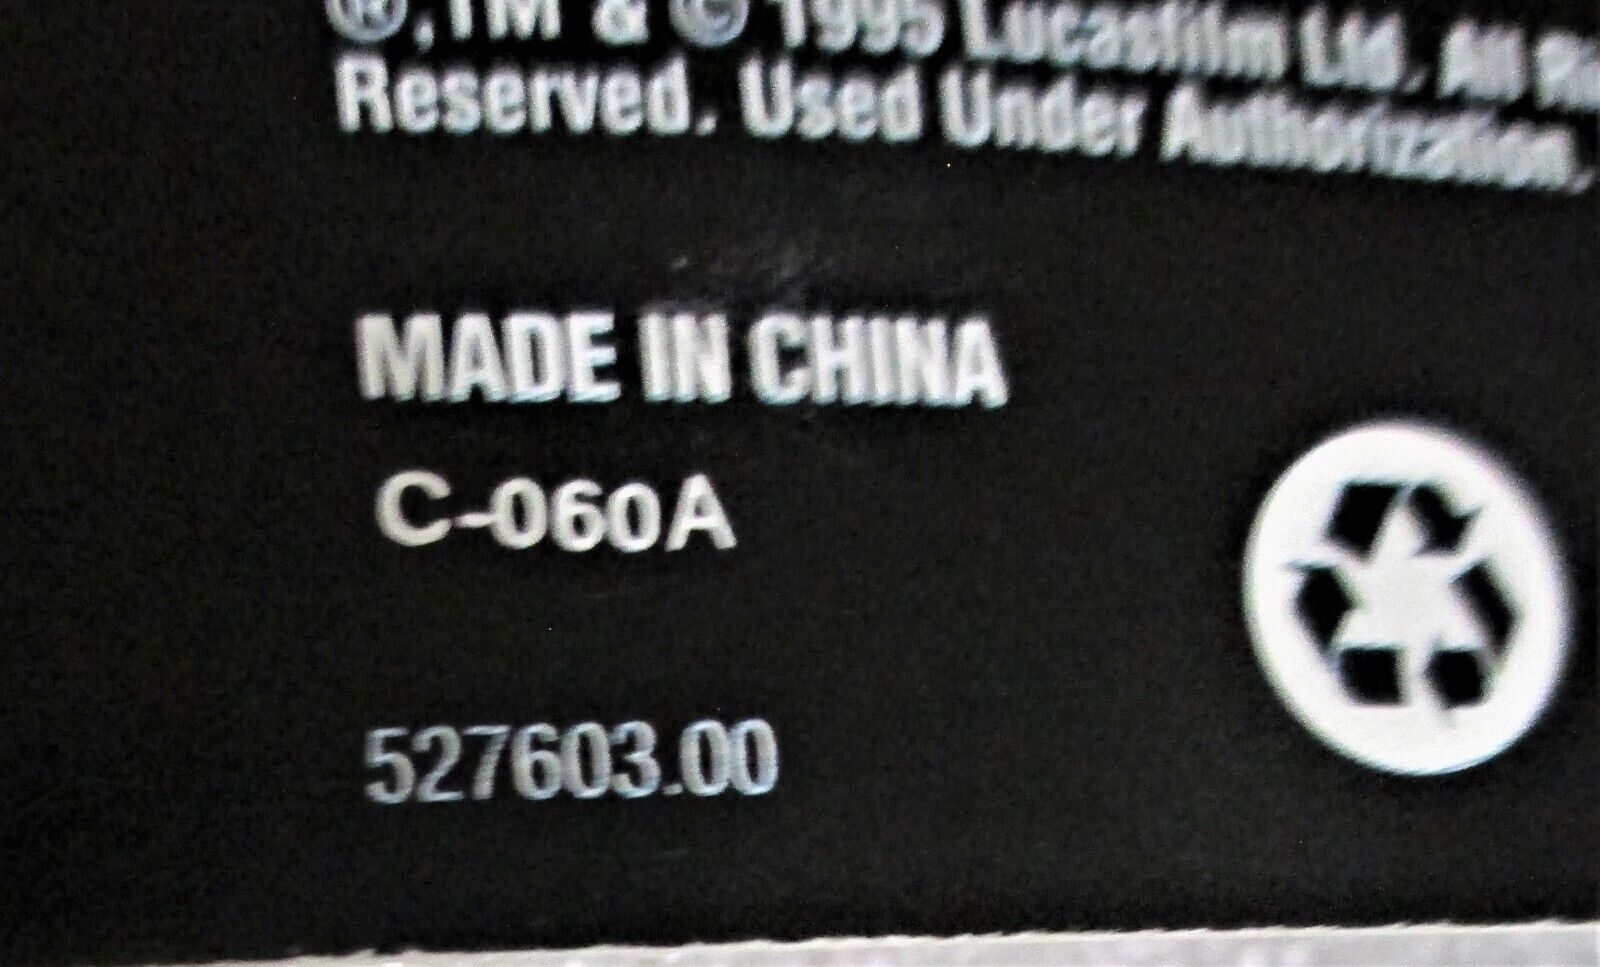 ®,TM & © 1995 Lucasfilm Ltd. All
Reserved. Used Under Authorization.
MADE IN CHINA
C-060A
527603.00